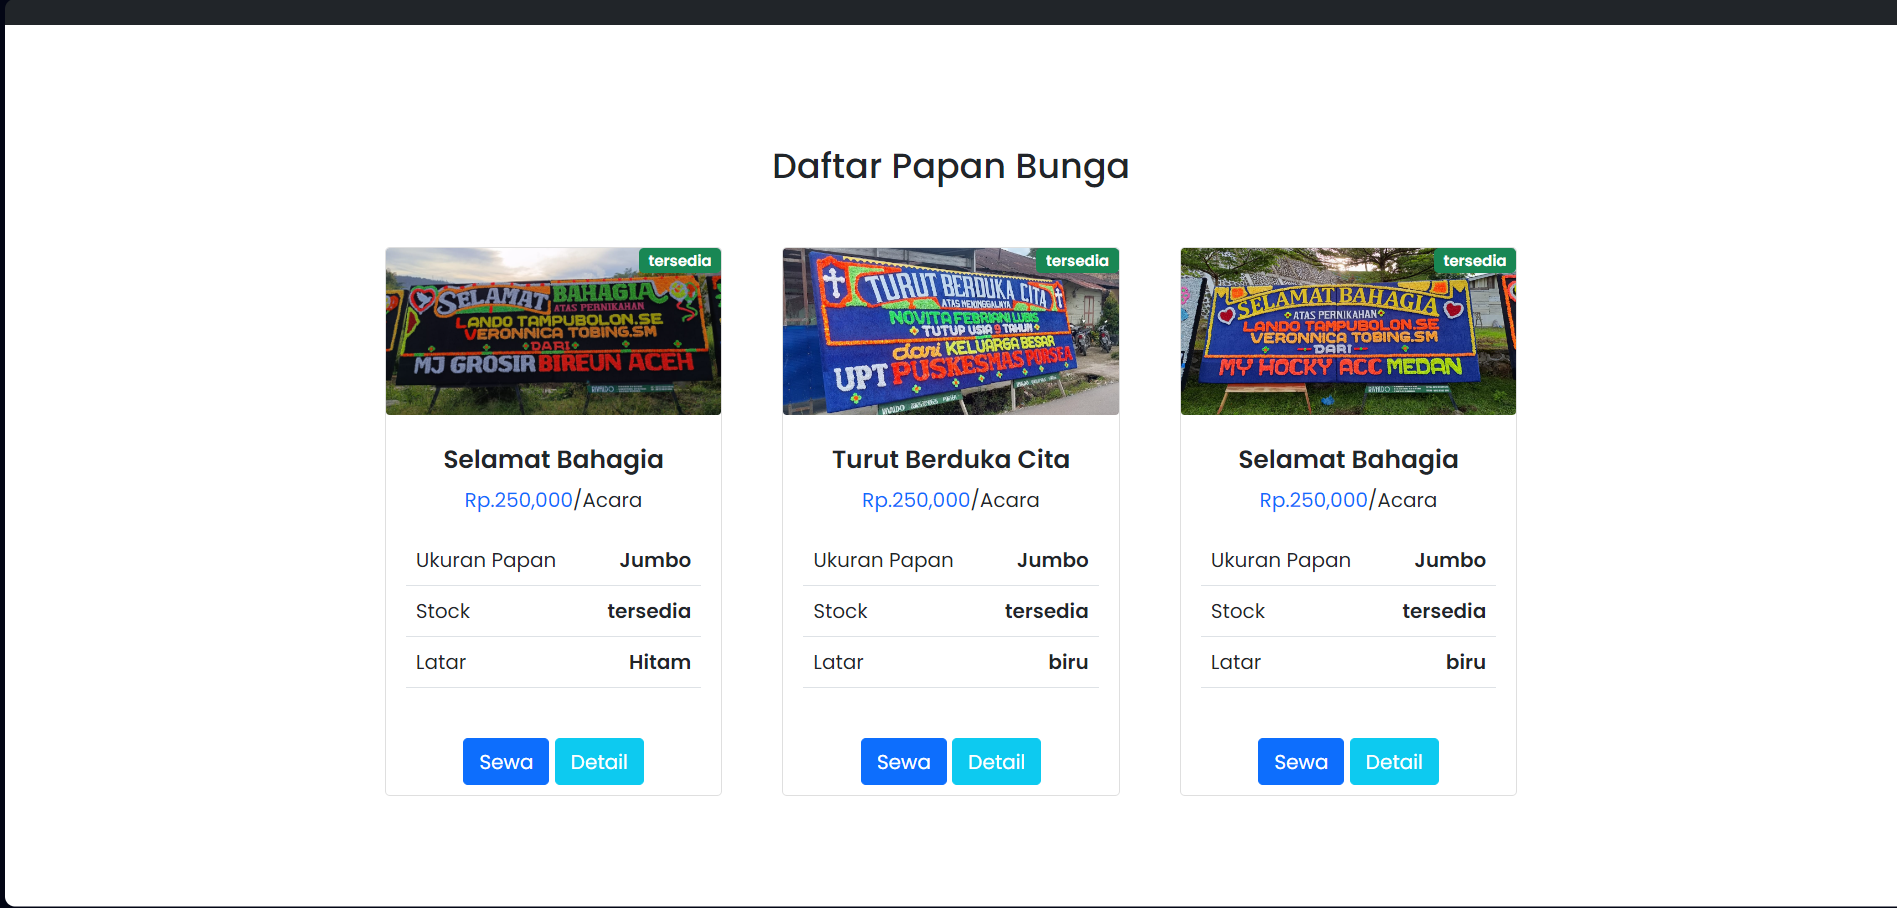 Daftar Papan Bunga
tersedia
SELAMAT BAHAGIA
ATAS PERNIKAHAN
LANDO TAMPUBOLON.SE
VERONNICA TOBING.SM
DARI
MJ GROSIR BIREUN ACEH
Selamat Bahagia
Rp.250,000/Acara
Ukuran Papan Jumbo
Stock tersedia
Latar Hitam
Sewa Detail
tersedia
TURUT BERDUKA CITA
ATAS MENINGGALNYA
NOVITA FEBRIANI LUBIS
TUTUP USIA 9 TAHUN
dari KELUARGA BESAR
UPT PUSKESMAS PORSEA
Turut Berduka Cita
Rp.250,000/Acara
Ukuran Papan Jumbo
Stock tersedia
Latar biru
Sewa Detail
tersedia
SELAMAT BAHAGIA
ATAS PERNIKAHAN
LANDO TAMPUBOLON.SE
VERONNICA TOBING.SM
DARI
MY HOCKY ACC MEDAN
Selamat Bahagia
Rp.250,000/Acara
Ukuran Papan Jumbo
Stock tersedia
Latar biru
Sewa Detail